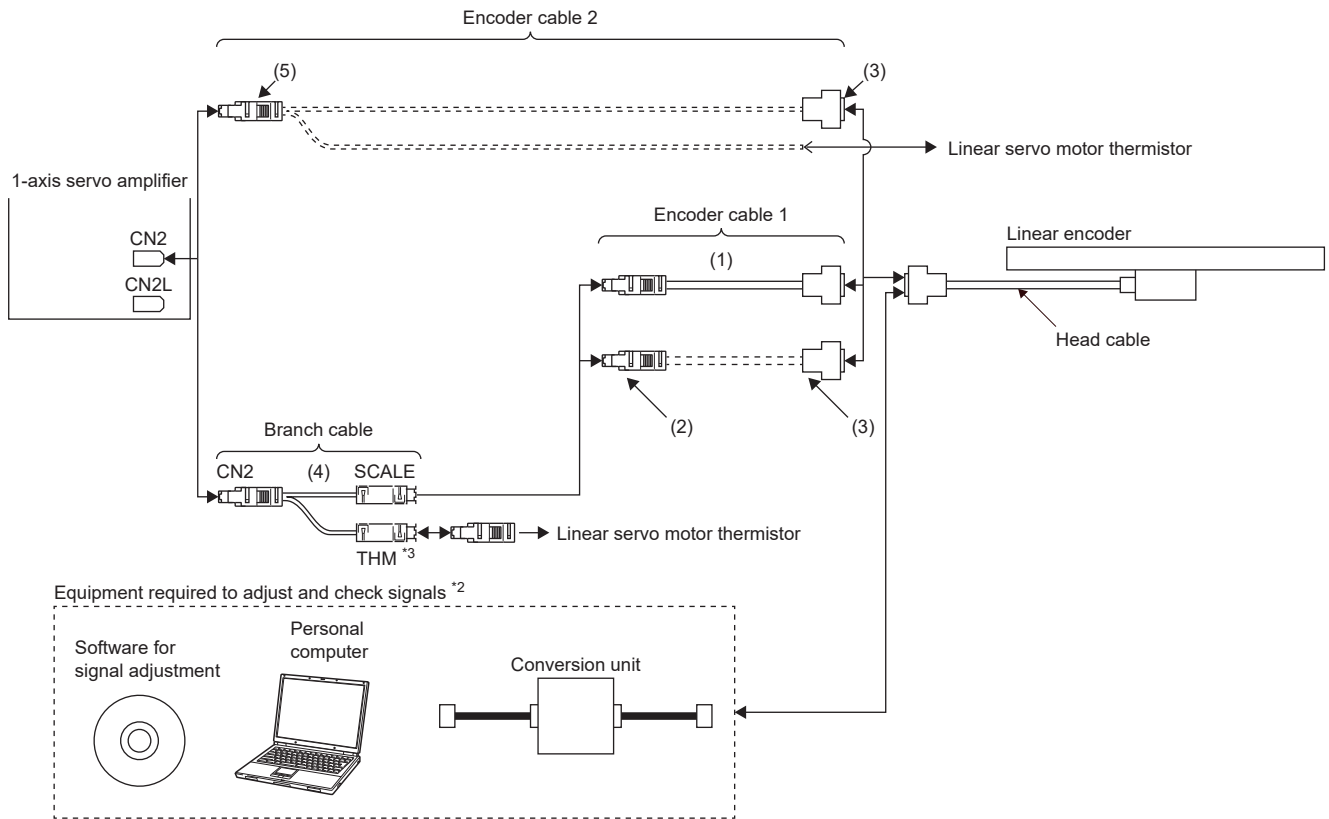 Encoder cable 2
(5)
(3)
Linear servo motor thermistor
1-axis servo amplifier
CN2
CN2L
Encoder cable 1
(1)
Linear encoder
Head cable
(2)
(3)
Branch cable
CN2
(4)
SCALE
Linear servo motor thermistor
THM *3
Equipment required to adjust and check signals *2
Software for
signal adjustment
Personal
computer
Conversion unit